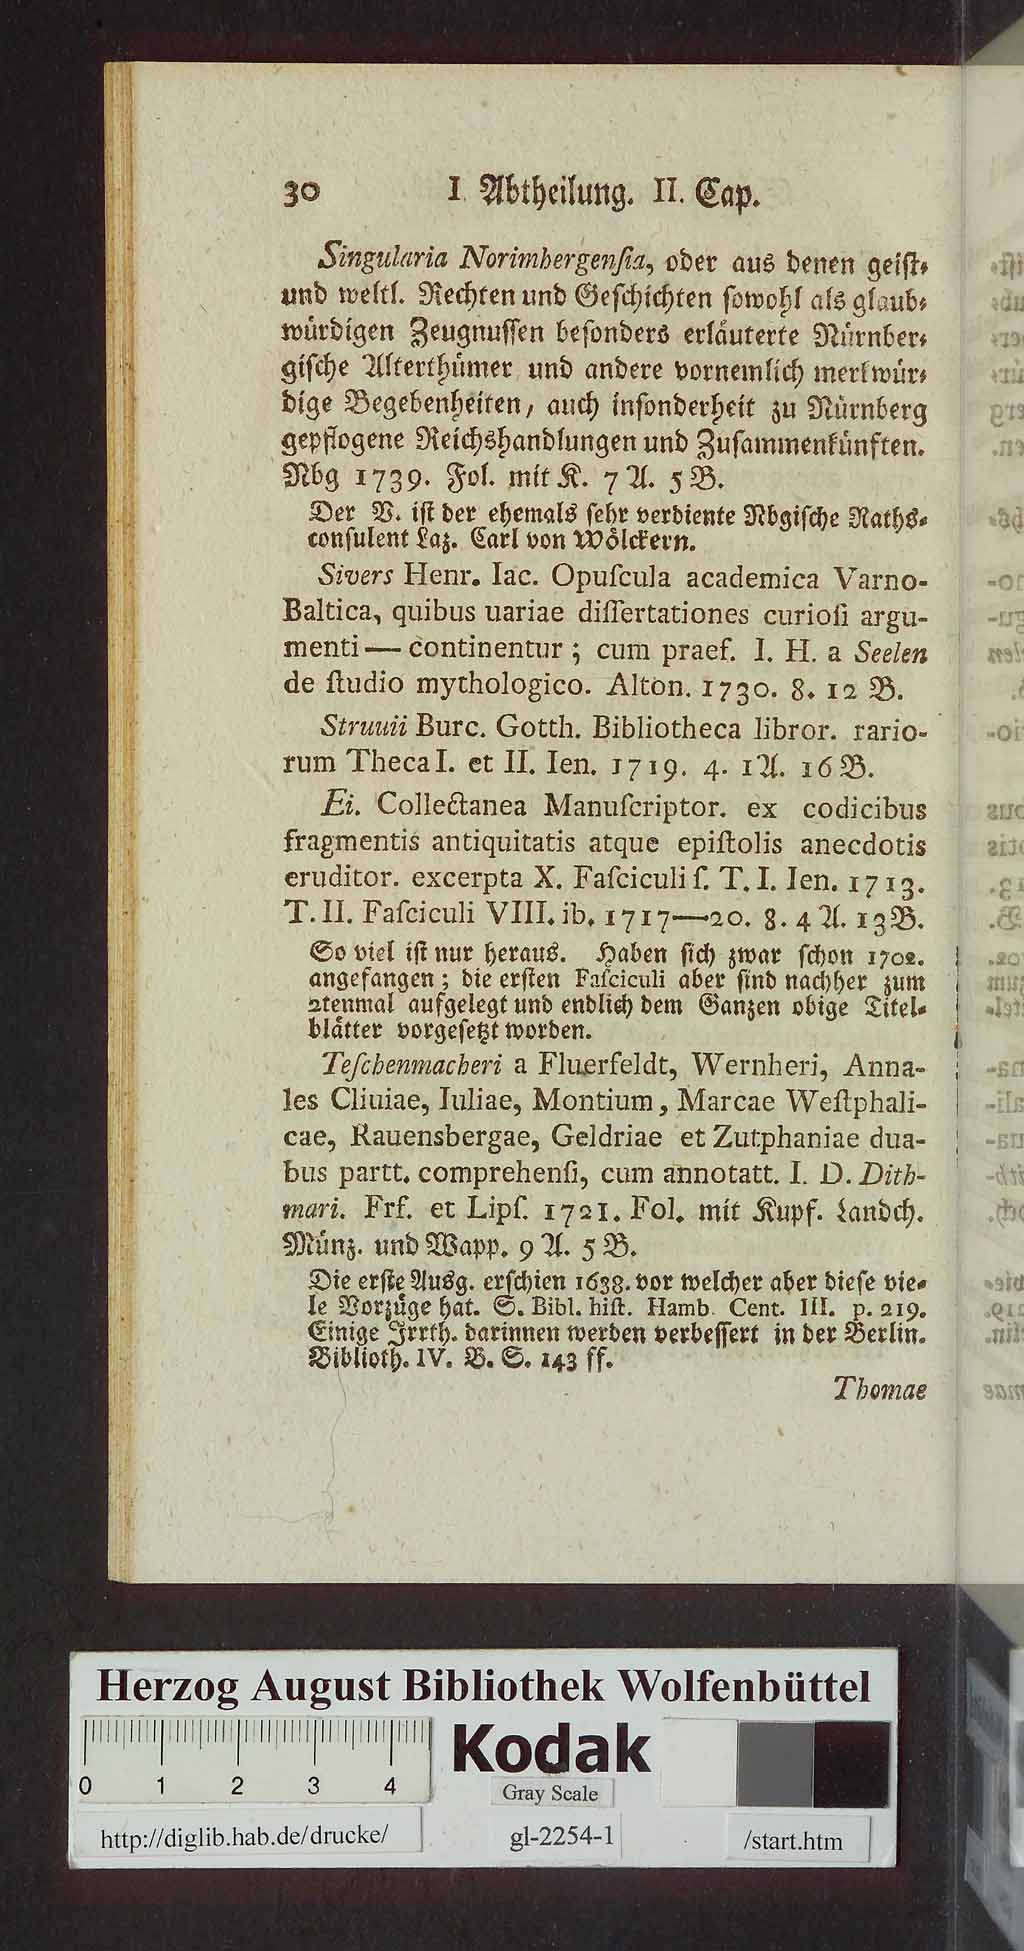 30 I. Abtheilung. II. Cap.
Singularia Norimbergenſia, oder aus denen geiſt⸗
und weltl. Rechten und Geſchichten ſowohl als glaub⸗
würdigen Zeugnuſſen beſonders erläuterte Nürnber⸗
giſche Alterthümer und andere vornemlich merkwür⸗
dige Begebenheiten, auch inſonderheit zu Nürnberg
gepflogene Reichshandlungen und Zuſammenkünften.
Nbg 1739. Fol. mit K. 7 A. 5 B.
Der V. iſt der ehemals ſehr verdiente Nbgiſche Raths⸗
conſulent Laz. Carl von Wölckern.
Sivers Henr. Iac. Opuſcula academica Varno-
Baltica, quibus uariae diſſertationes curioſi argu-
menti — continentur; cum praef. I. H. a Seelen
de ſtudio mythologico. Alton. 1730. 8. 12 B.
Struuii Burc. Gotth. Bibliotheca libror. rario-
rum Theca I. et II. Ien. 1719. 4. 1 A. 16 B.
Ei. Collectanea Manuſcriptor. ex codicibus
fragmentis antiquitatis atque epiſtolis anecdotis
eruditor. excerpta X. Faſciculi ſ. T. I. Ien. 1713.
T. II. Faſciculi VIII. ib. 1717—20. 8. 4 A. 13 B.
So viel iſt nur heraus. Haben ſich zwar ſchon 1702.
angefangen; die erſten Faſciculi aber ſind nachher zum
2tenmal aufgelegt und endlich dem Ganzen obige Titel⸗
blätter vorgeſetzt worden.
Teſchenmacheri a Fluerfeldt, Wernheri, Anna-
les Cliuiae, Iuliae, Montium, Marcae Weſtphali-
cae, Rauensbergae, Geldriae et Zutphaniae dua-
bus partt. comprehenſi, cum annotatt. I. D. Dith-
mari. Frf. et Lipſ. 1721. Fol. mit Kupf. Landch.
Münz. und Wapp. 9 A. 5 B.
Die erſte Ausg. erſchien 1638. vor welcher aber dieſe vie⸗
le Vorzüge hat. S. Bibl. hiſt. Hamb. Cent. III. p. 219.
Einige Irrth. darinnen werden verbeſſert in der Berlin.
Biblioth. IV. B. S. 143 ff.
Thomae
Herzog August Bibliothek Wolfenbüttel
0 1 2 3 4
Kodak
Gray Scale
http://diglib.hab.de/drucke/ gl-2254-1 /start.htm